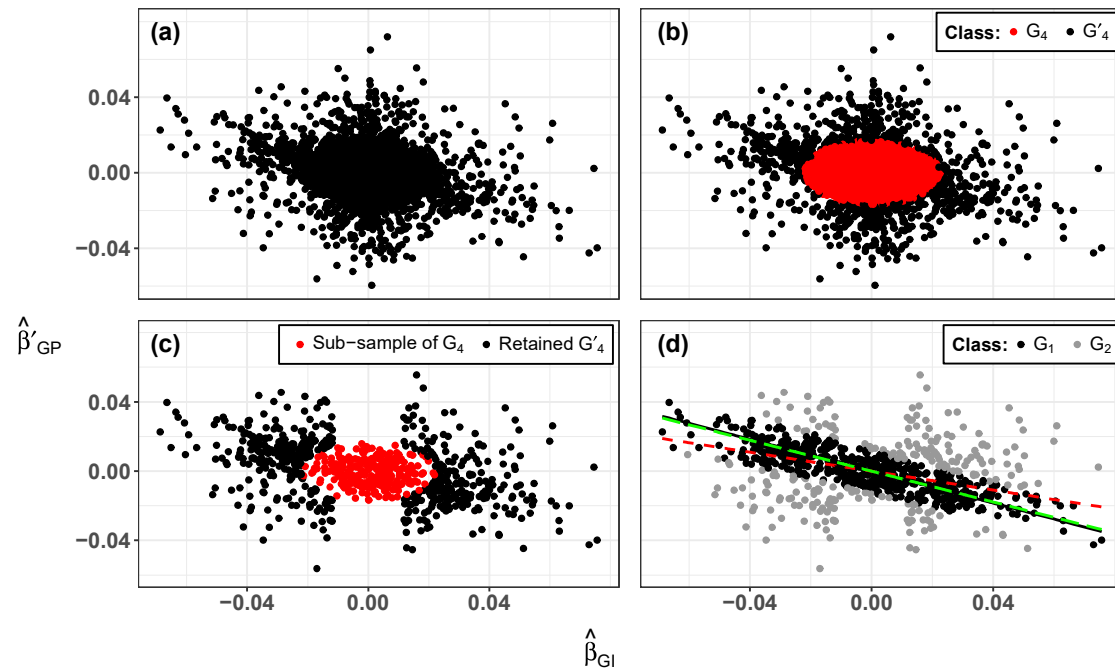 (a)
(b)
Class: G₄ G′₄
0.04
0.00
−0.04
β̂′GP
(c)
Sub−sample of G₄ Retained G′₄
(d)
Class: G₁ G₂
0.04
0.00
−0.04
−0.04 0.00 0.04
−0.04 0.00 0.04
β̂GI